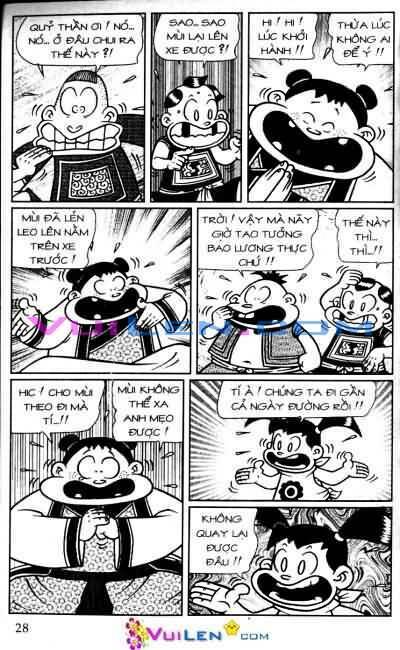 QUỶ THẦN ƠI ! NÓ...
NÓ... Ở ĐÂU CHUI RA
THẾ NÀY ?!
SAO... SAO
MÙI LẠI LÊN
XE ĐƯỢC ?!
HI ! HI !
LÚC KHỞI
HÀNH !!
THỪA LÚC
KHÔNG AI
ĐỂ Ý !!
MÙI ĐÃ LẺN
LEO LÊN NẰM
TRÊN XE
TRƯỚC !
TRỜI ! VẬY MÀ NÃY
GIỜ TAO TƯỞNG
BAO LƯƠNG THỰC
CHỨ !!
THẾ NÀY
THÌ...
THÌ..!!
HIC ! CHO MÙI
THEO ĐI MÀ
TÍ...!!
MÙI KHÔNG
THỂ XA
ANH MẸO
ĐƯỢC !
TÍ À ! CHÚNG TA ĐI GẦN
CẢ NGÀY ĐƯỜNG RỒI !!
KHÔNG
QUAY LẠI
ĐƯỢC
ĐÂU !!
VUILEN.COM
28
VUILEN.COM